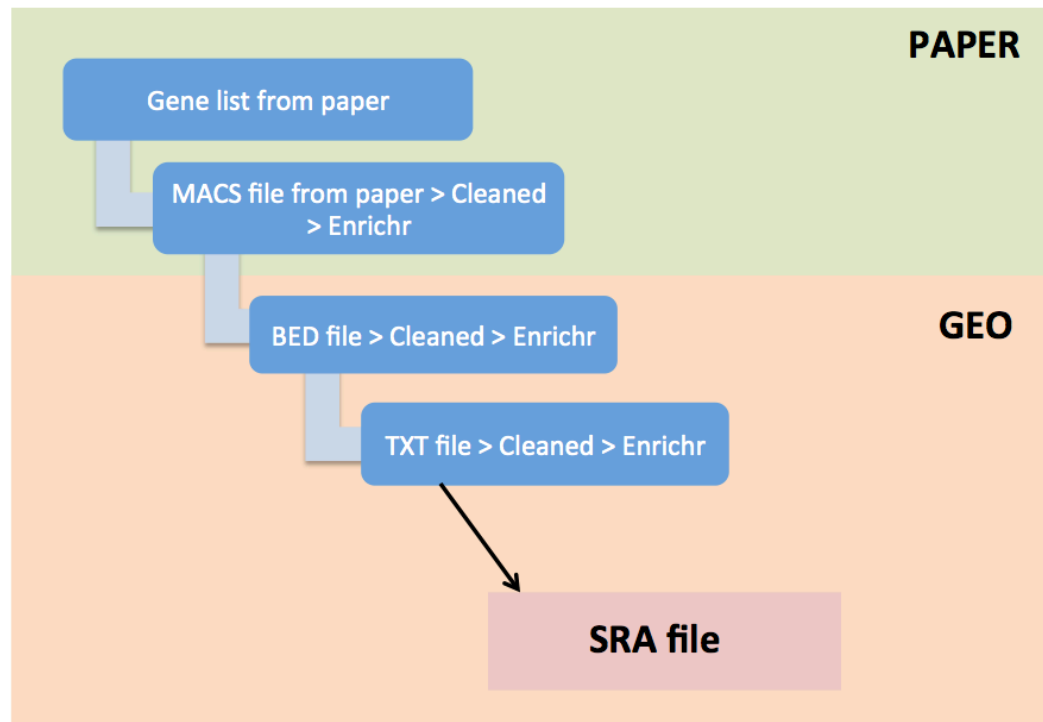 PAPER
Gene list from paper
MACS file from paper > Cleaned
> Enrichr
GEO
BED file > Cleaned > Enrichr
TXT file > Cleaned > Enrichr
SRA file